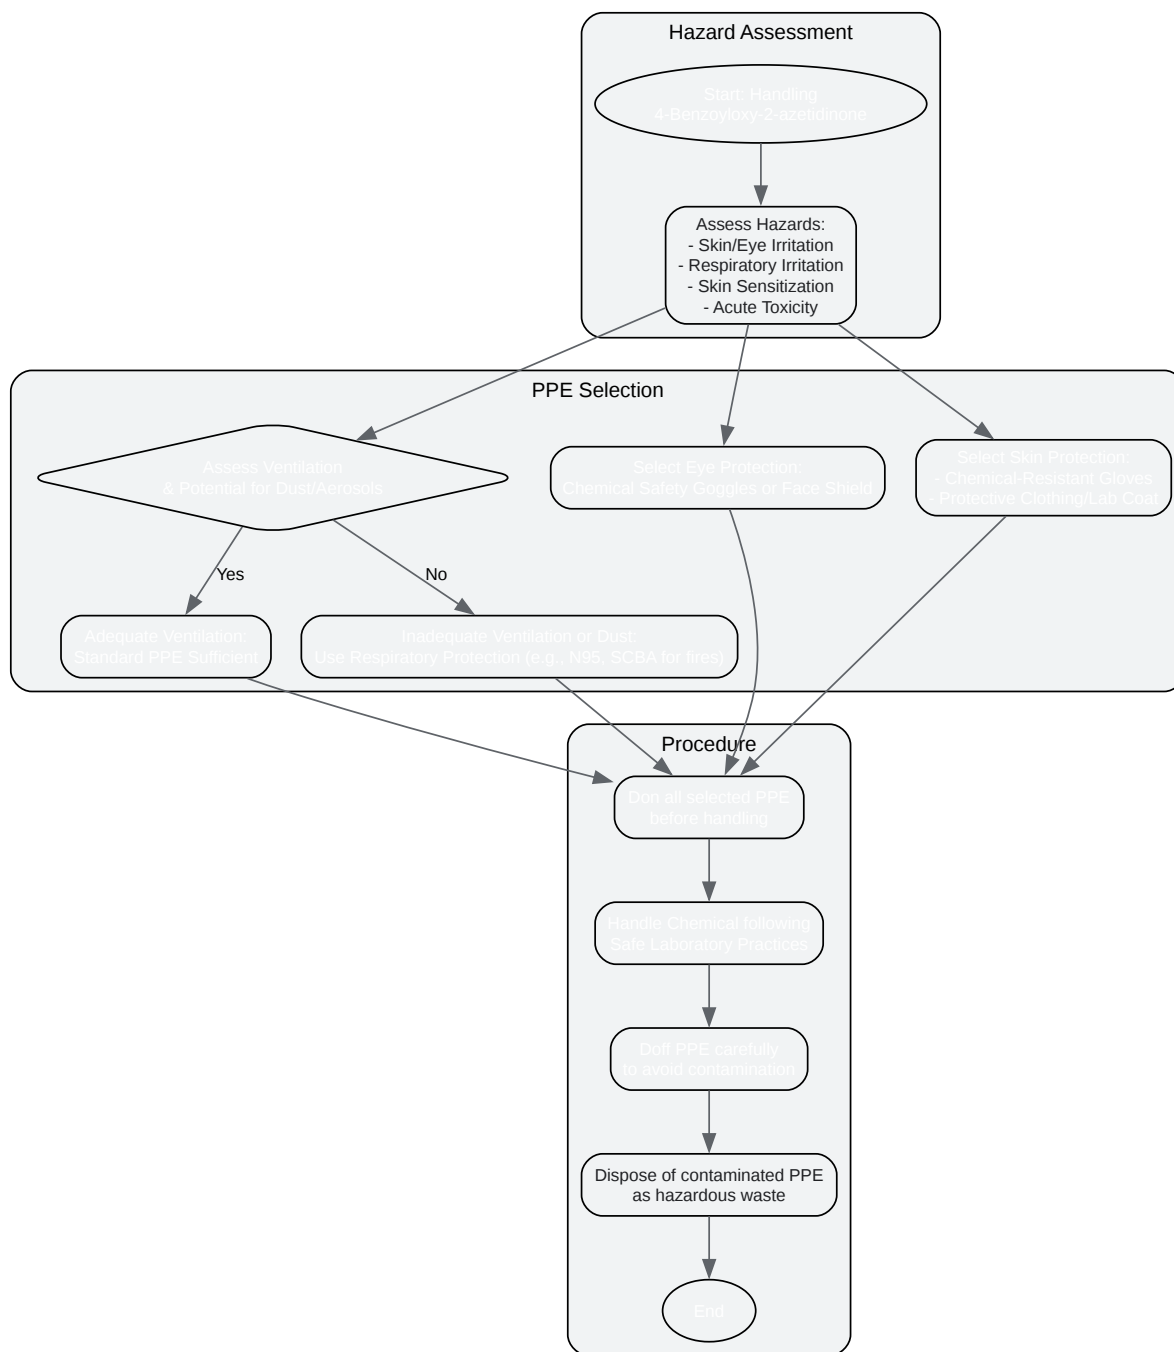 Hazard Assessment
Start: Handling
4-Benzoyloxy-2-azetidinone
Assess Hazards:
- Skin/Eye Irritation
- Respiratory Irritation
- Skin Sensitization
- Acute Toxicity
PPE Selection
Assess Ventilation
& Potential for Dust/Aerosols
Select Eye Protection:
Chemical Safety Goggles or Face Shield
Select Skin Protection:
- Chemical-Resistant Gloves
- Protective Clothing/Lab Coat
Yes
No
Adequate Ventilation:
Standard PPE Sufficient
Inadequate Ventilation or Dust:
Use Respiratory Protection (e.g., N95, SCBA for fires)
Procedure
Don all selected PPE
before handling
Handle Chemical following
Safe Laboratory Practices
Doff PPE carefully
to avoid contamination
Dispose of contaminated PPE
as hazardous waste
End